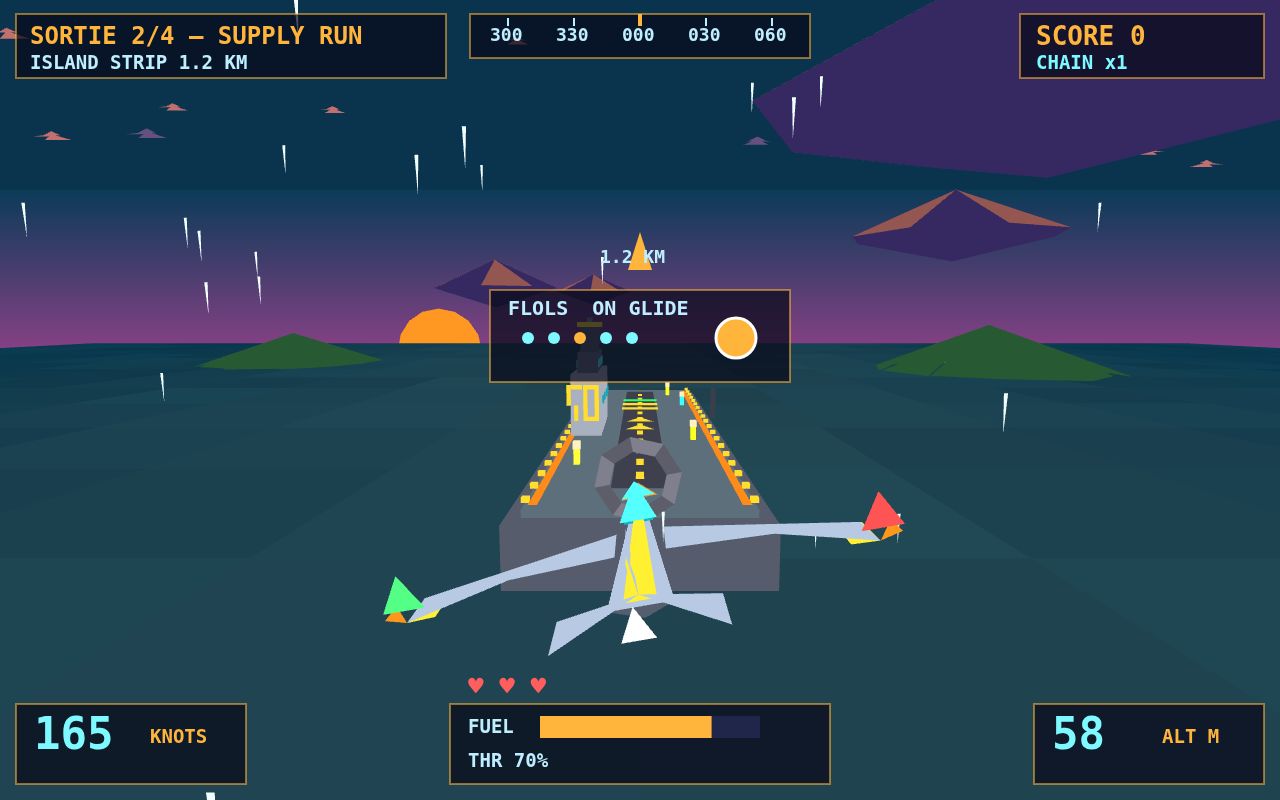 SORTIE 2/4 — SUPPLY RUN
ISLAND STRIP 1.2 KM
300 330 000 030 060
SCORE 0
CHAIN x1
1.2 KM
FLOLS ON GLIDE
70
165 KNOTS
FUEL
THR 70%
58 ALT M